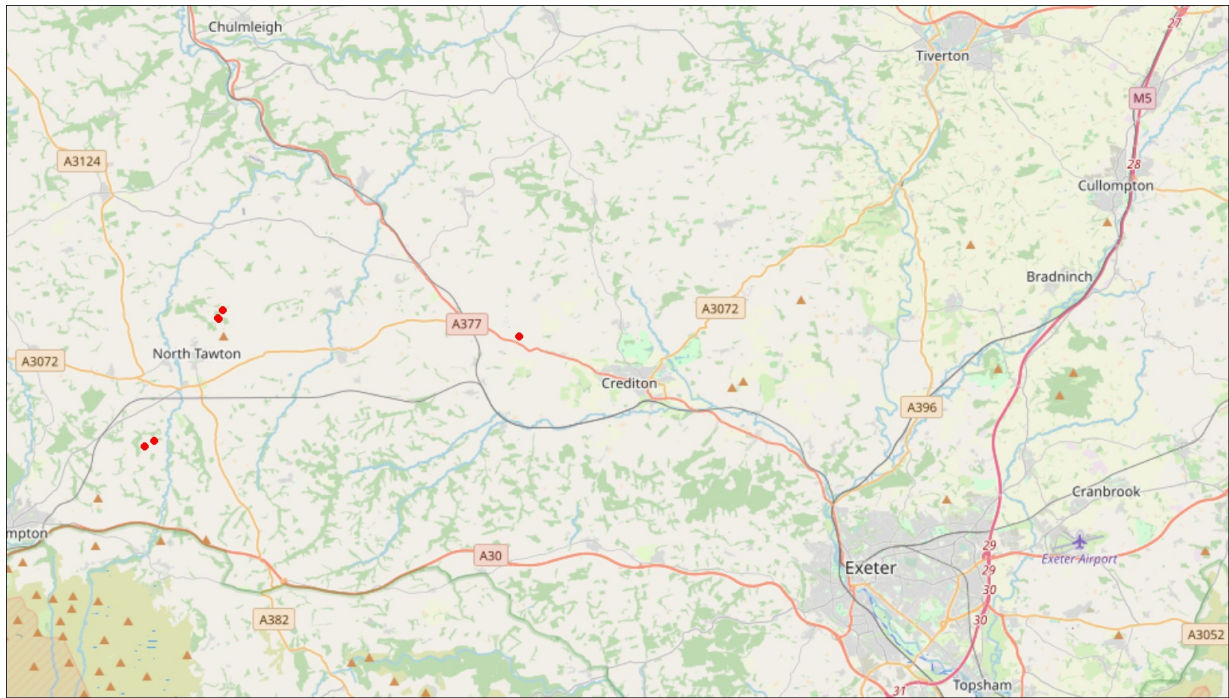 Chulmleigh
27
Tiverton
M5
A3124
28
Cullompton
Bradninch
A3072
A377
North Tawton
A3072
Crediton
A396
Cranbrook
mpton
29
A30
Exeter Airport
Exeter
29
30
A382
30
A3052
Topsham
31